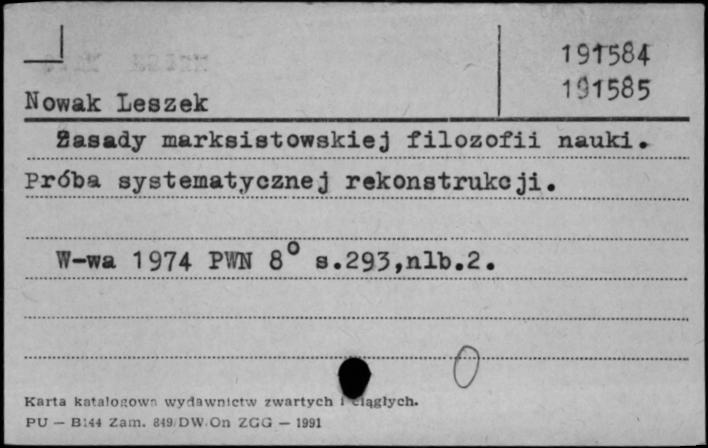 191584
191585
Nowak Leszek
Zasady marksistowskiej filozofii nauki.
Próba systematycznej rekonstrukcji.
W-wa 1974 PWN 8° s.293,nlb.2.
Karta katalogowa wydawnictw zwartych i ciągłych.
PU — B144 Zam. 849/DW/On ZGG — 1991